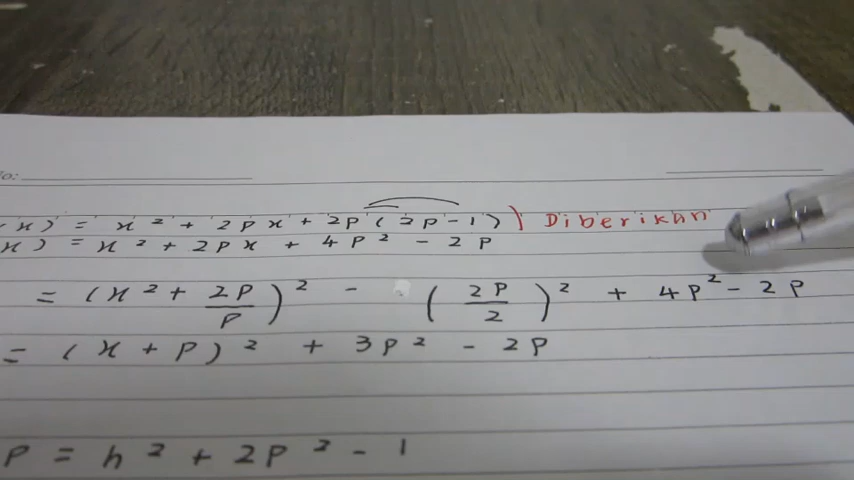 o:
x) = x² + 2px + 2p(2p-1) ) Diberikan
x) = x² + 2px + 4p² - 2p
= (x² + 2p/p)² - (2p/2)² + 4p² - 2p
= (x + p)² + 3p² - 2p
p = h² + 2p² - 1